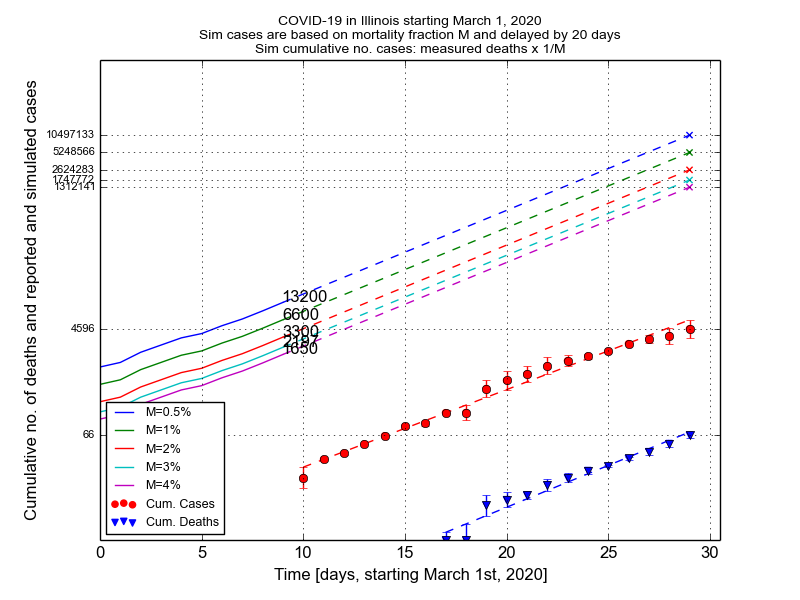 COVID-19 in Illinois starting March 1, 2020
Sim cases are based on mortality fraction M and delayed by 20 days
Sim cumulative no. cases: measured deaths x 1/M
Cumulative no. of deaths and reported and simulated cases
10497133
5248566
2624283
1747772
1312141
4596
66
13200
6600
3300
2197
1650
M=0.5%
M=1%
M=2%
M=3%
M=4%
Cum. Cases
Cum. Deaths
0 5 10 15 20 25 30
Time [days, starting March 1st, 2020]